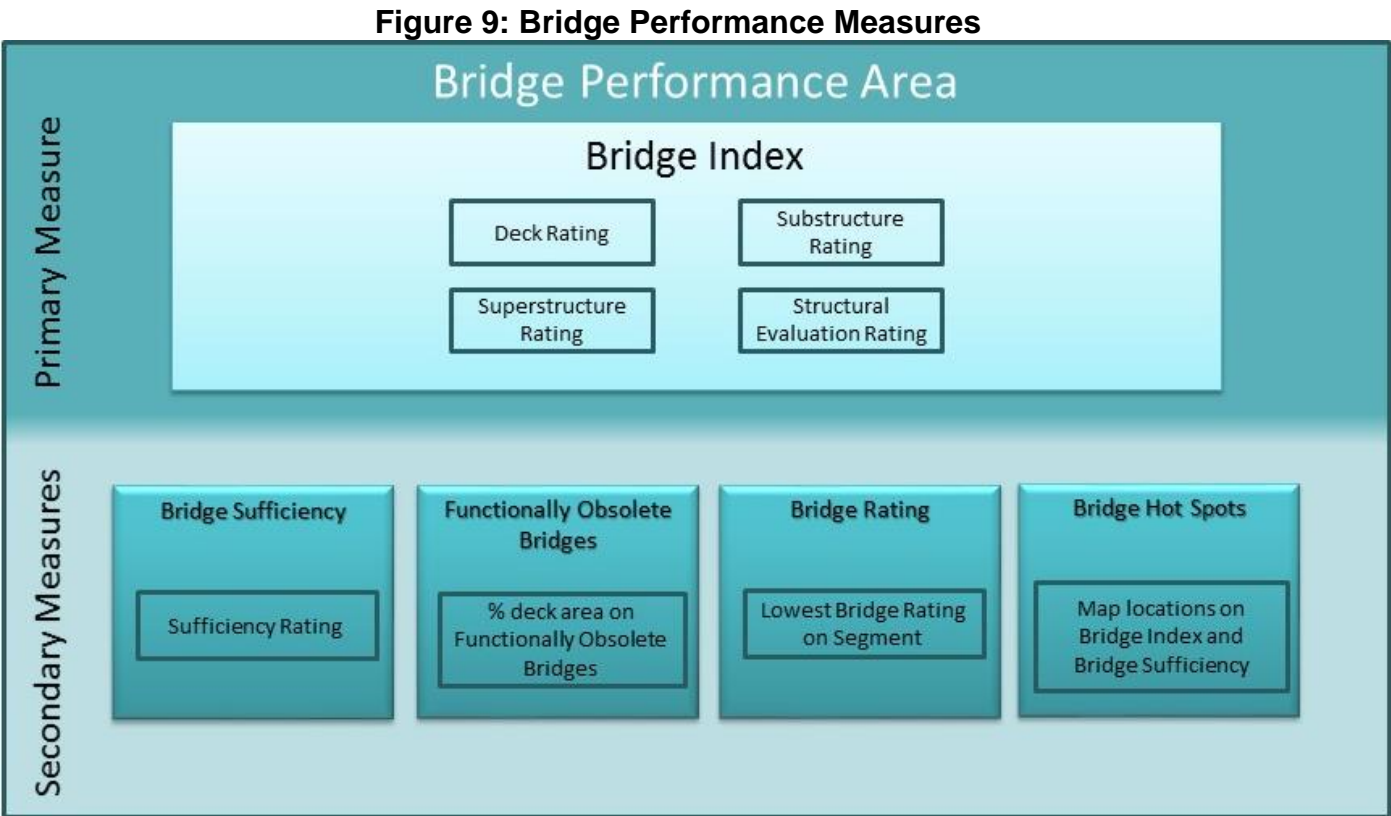 Figure 9: Bridge Performance Measures
Bridge Performance Area
Primary Measure
Bridge Index
Deck Rating
Substructure
Rating
Superstructure
Rating
Structural
Evaluation Rating
Secondary Measures
Bridge Sufficiency
Sufficiency Rating
Functionally Obsolete
Bridges
% deck area on
Functionally Obsolete
Bridges
Bridge Rating
Lowest Bridge Rating
on Segment
Bridge Hot Spots
Map locations on
Bridge Index and
Bridge Sufficiency